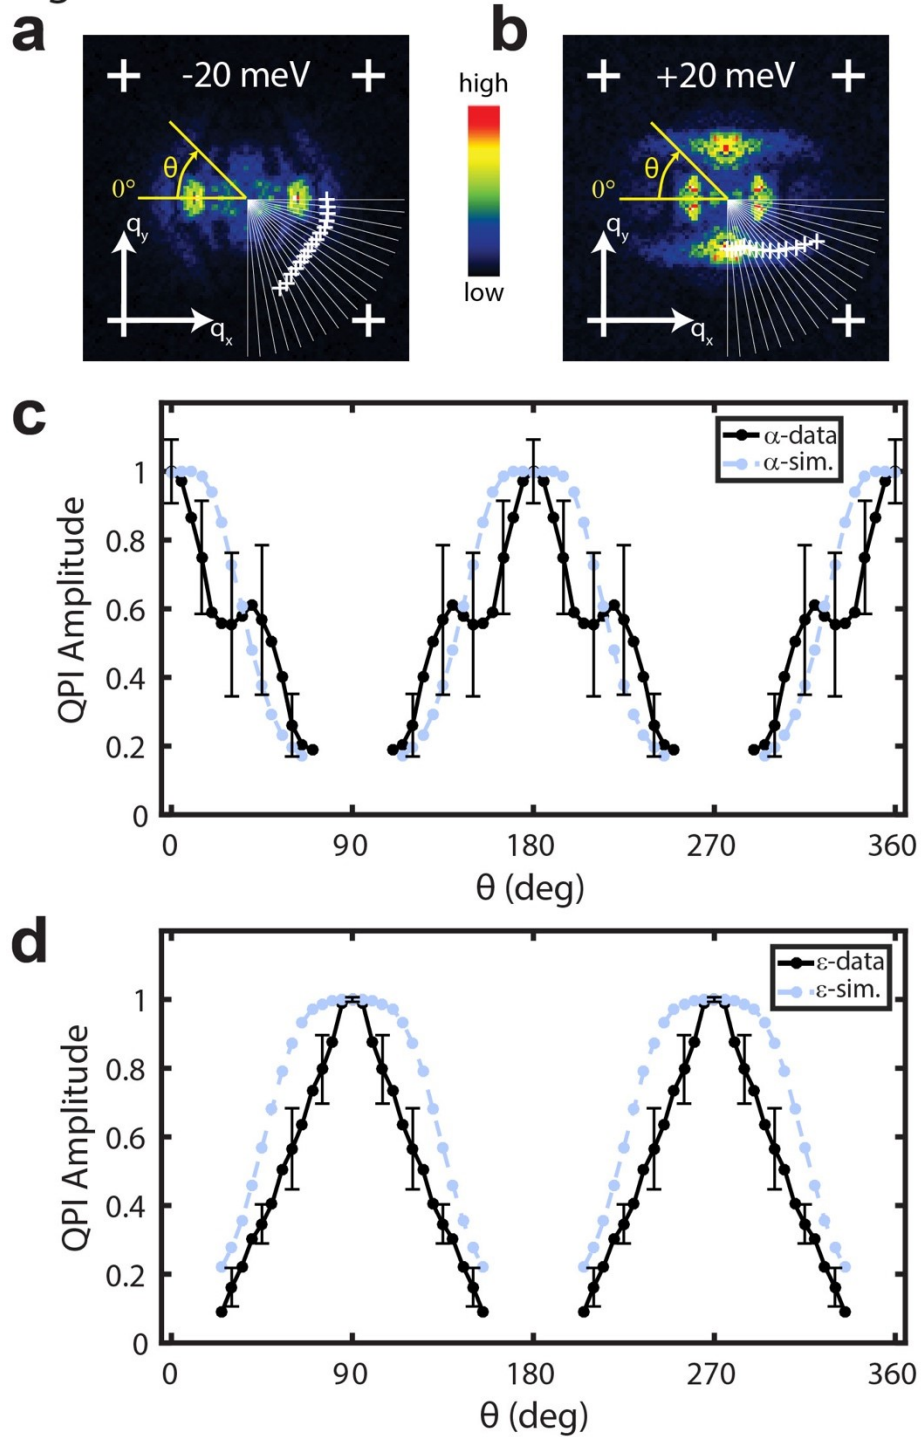 a
b
-20 meV
high
+20 meV
θ
θ
0°
0°
q_y
q_y
q_x
low
q_x
c
α-data
α-sim.
1
0.8
0.6
0.4
0.2
0
QPI Amplitude
0 90 180 270 360
θ (deg)
d
ε-data
ε-sim.
1
0.8
0.6
0.4
0.2
0
QPI Amplitude
0 90 180 270 360
θ (deg)